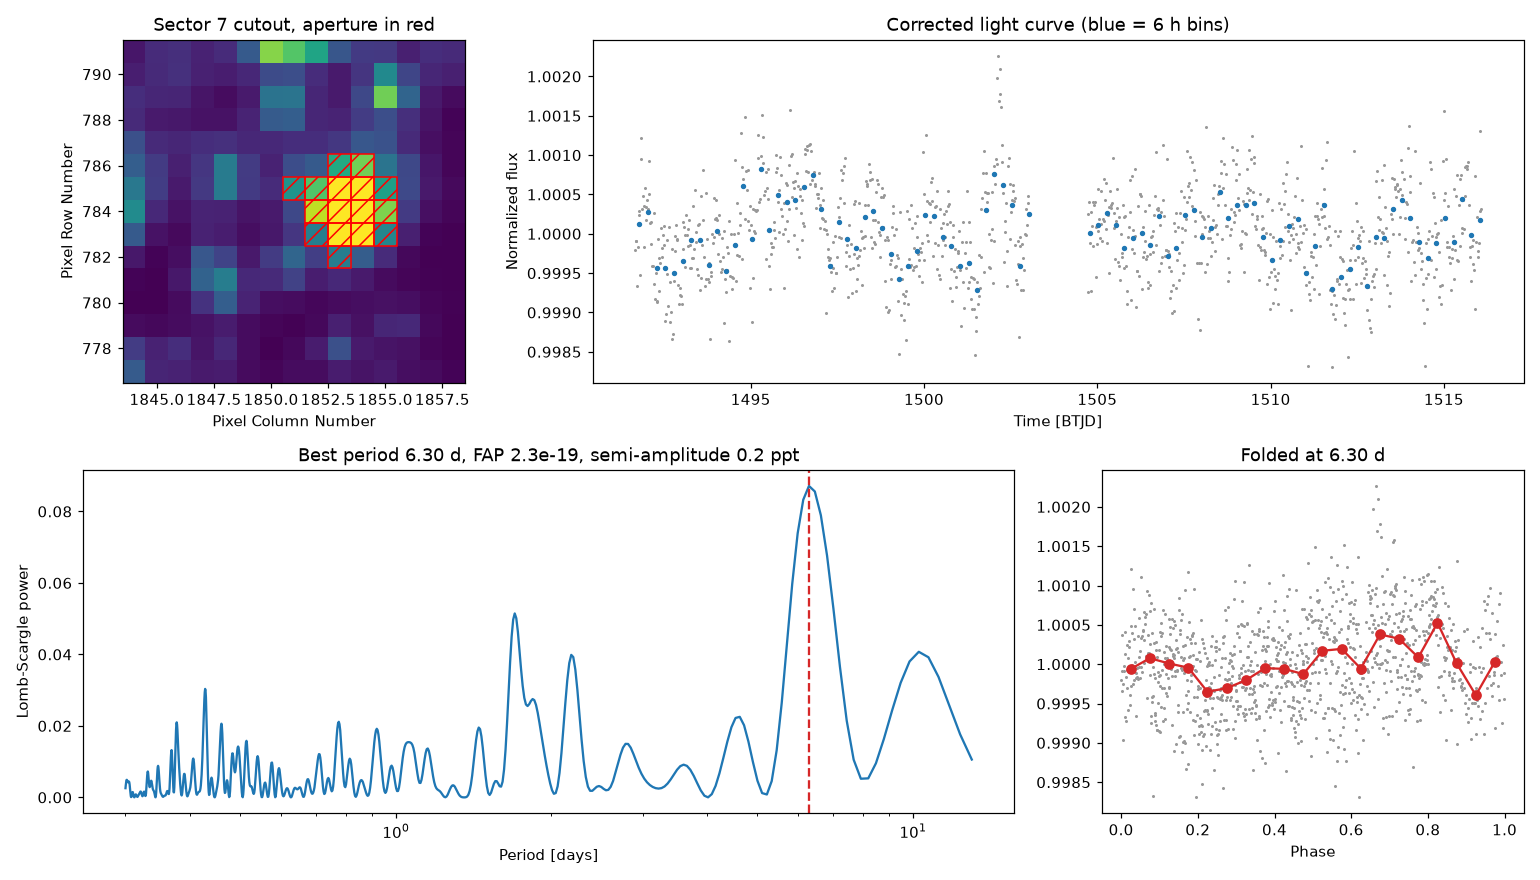 Sector 7 cutout, aperture in red
Pixel Row Number
790
788
786
784
782
780
778
1845.0 1847.5 1850.0 1852.5 1855.0 1857.5
Pixel Column Number
Corrected light curve (blue = 6 h bins)
Normalized flux
1.0020
1.0015
1.0010
1.0005
1.0000
0.9995
0.9990
0.9985
1495 1500 1505 1510 1515
Time [BTJD]
Best period 6.30 d, FAP 2.3e-19, semi-amplitude 0.2 ppt
Lomb-Scargle power
0.08
0.06
0.04
0.02
0.00
10⁰ 10¹
Period [days]
Folded at 6.30 d
1.0020
1.0015
1.0010
1.0005
1.0000
0.9995
0.9990
0.9985
0.0 0.2 0.4 0.6 0.8 1.0
Phase